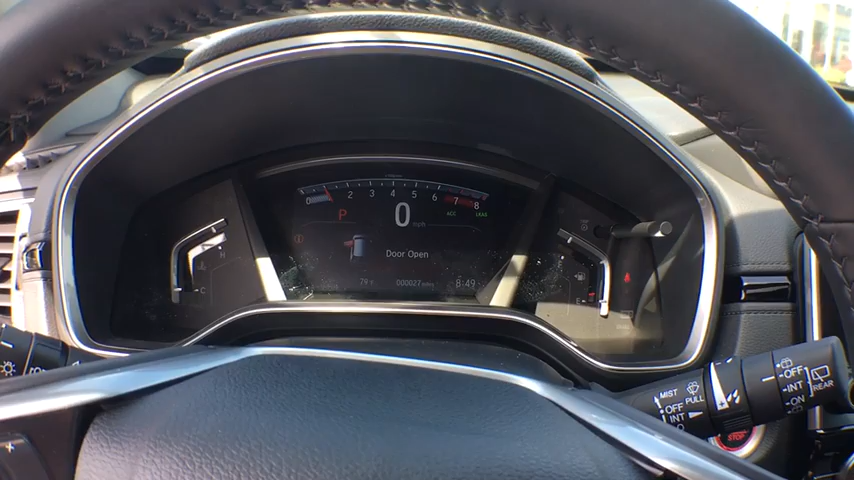 0 1 2 3 4 5 6 7 8
P 0 mph ACC LKAS
Door Open
H
C
E
79° 000027 miles 8:49
MIST
OFF
INT
PULL
OFF
INT
ON
REAR
STOP
+